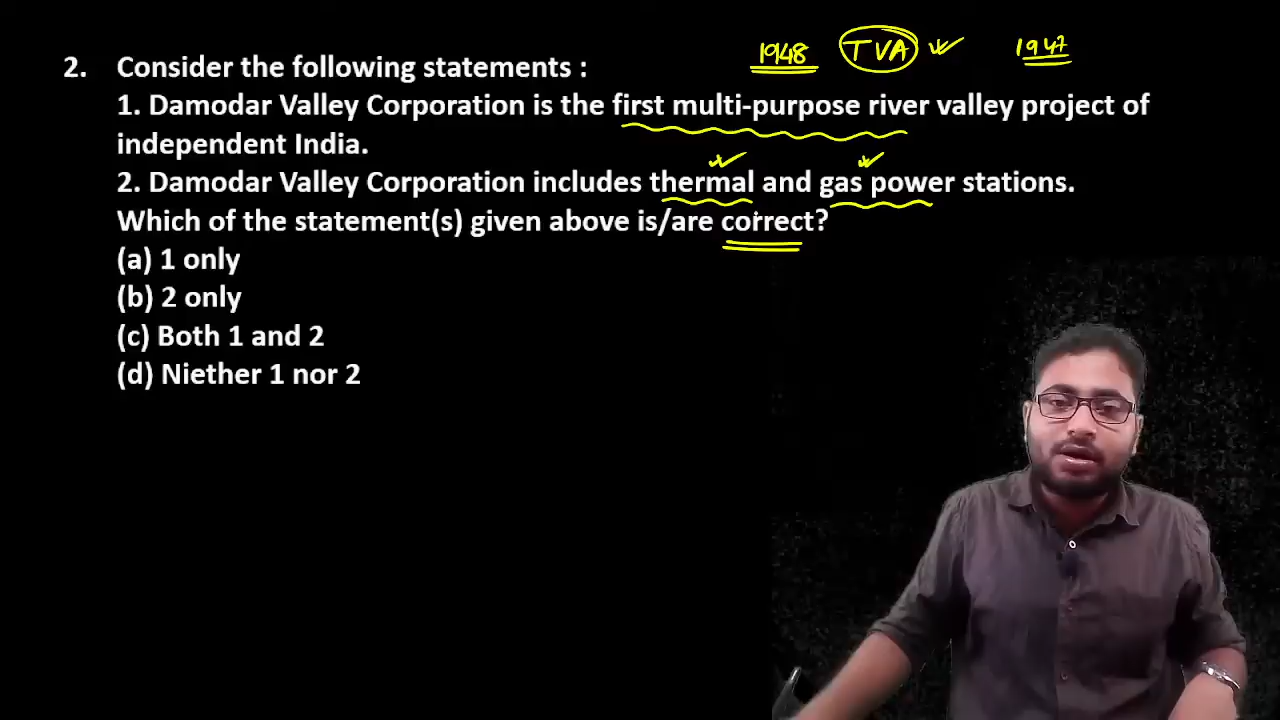 1948 TVA 1947
2. Consider the following statements :
1. Damodar Valley Corporation is the first multi-purpose river valley project of
independent India.
2. Damodar Valley Corporation includes thermal and gas power stations.
Which of the statement(s) given above is/are correct?
(a) 1 only
(b) 2 only
(c) Both 1 and 2
(d) Niether 1 nor 2